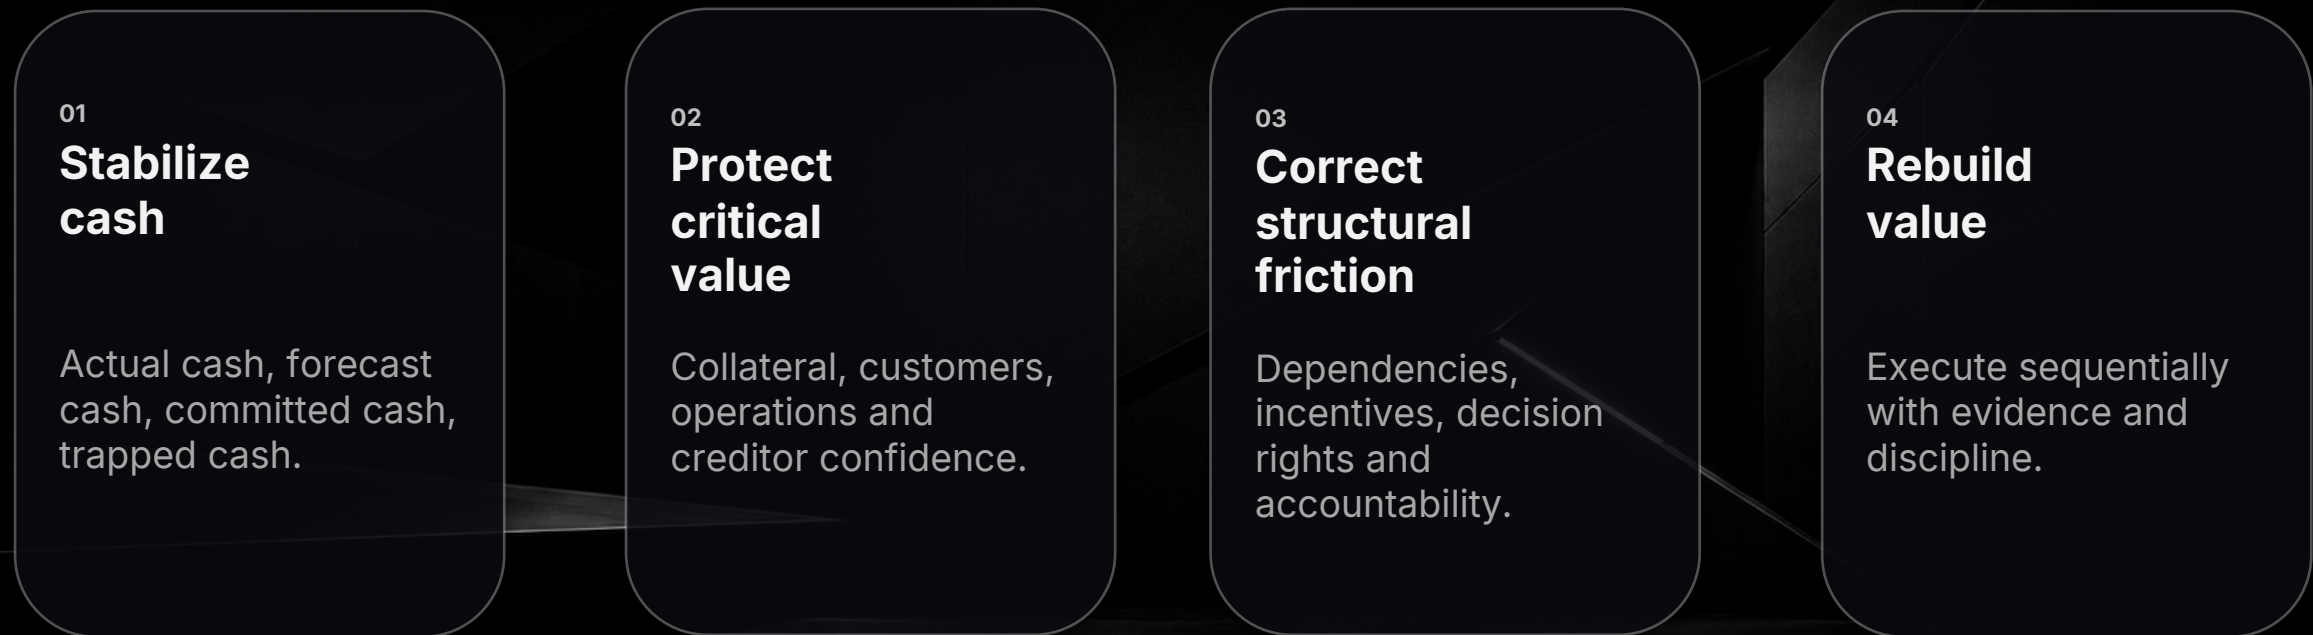 01
Stabilize
cash
Actual cash, forecast
cash, committed cash,
trapped cash.
02
Protect
critical
value
Collateral, customers,
operations and
creditor confidence.
03
Correct
structural
friction
Dependencies,
incentives, decision
rights and
accountability.
04
Rebuild
value
Execute sequentially
with evidence and
discipline.